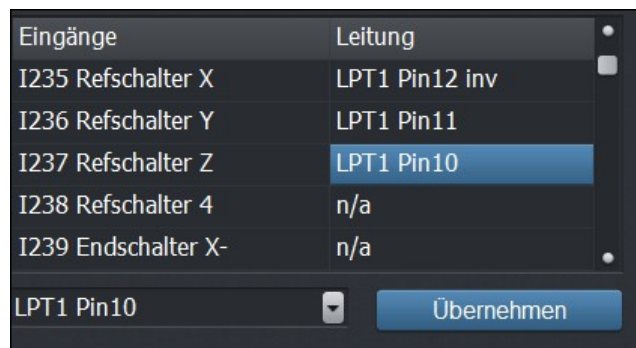 Eingänge Leitung
I235 Refschalter X LPT1 Pin12 inv
I236 Refschalter Y LPT1 Pin11
I237 Refschalter Z LPT1 Pin10
I238 Refschalter 4 n/a
I239 Endschalter X- n/a
LPT1 Pin10 Übernehmen